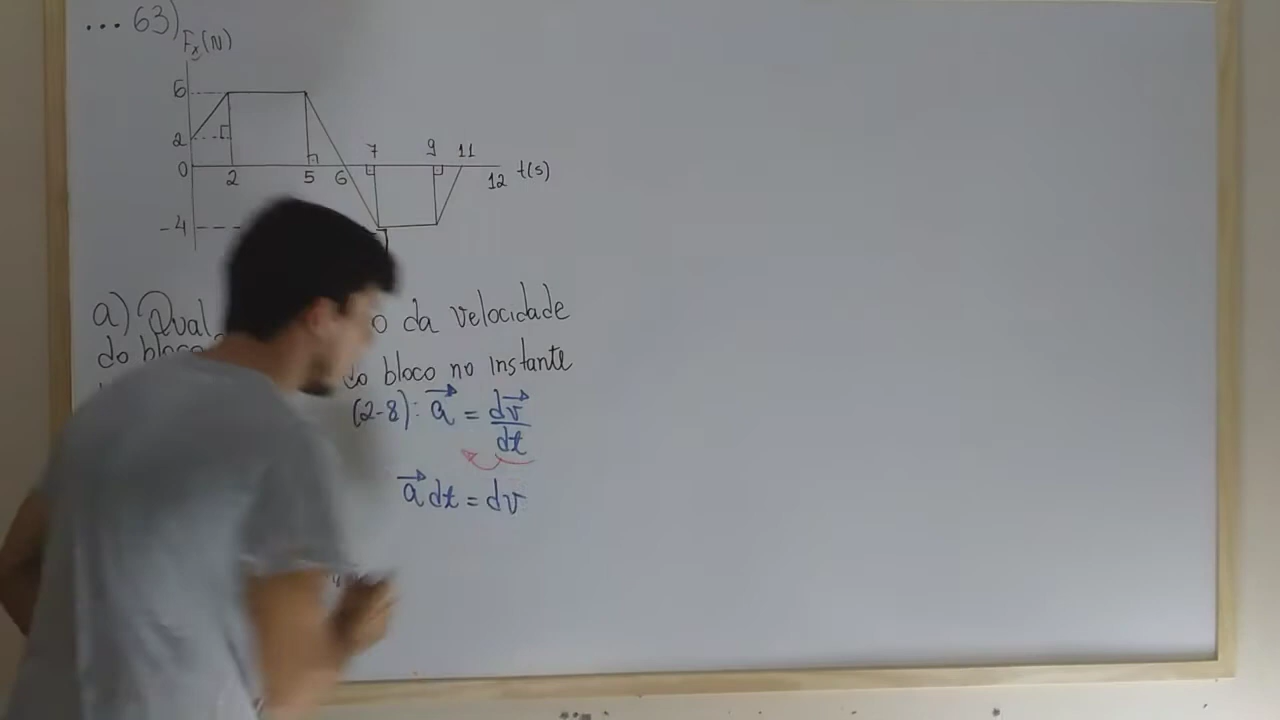 ... 63)
Fx(N)
6
2
0
-4
2 5 6 7 9 11 12 t(s)
a) Qual o da velocidade
do bloco do bloco no instante
(2-8): a⃗ = dv⃗/dt
a⃗ dt = dv